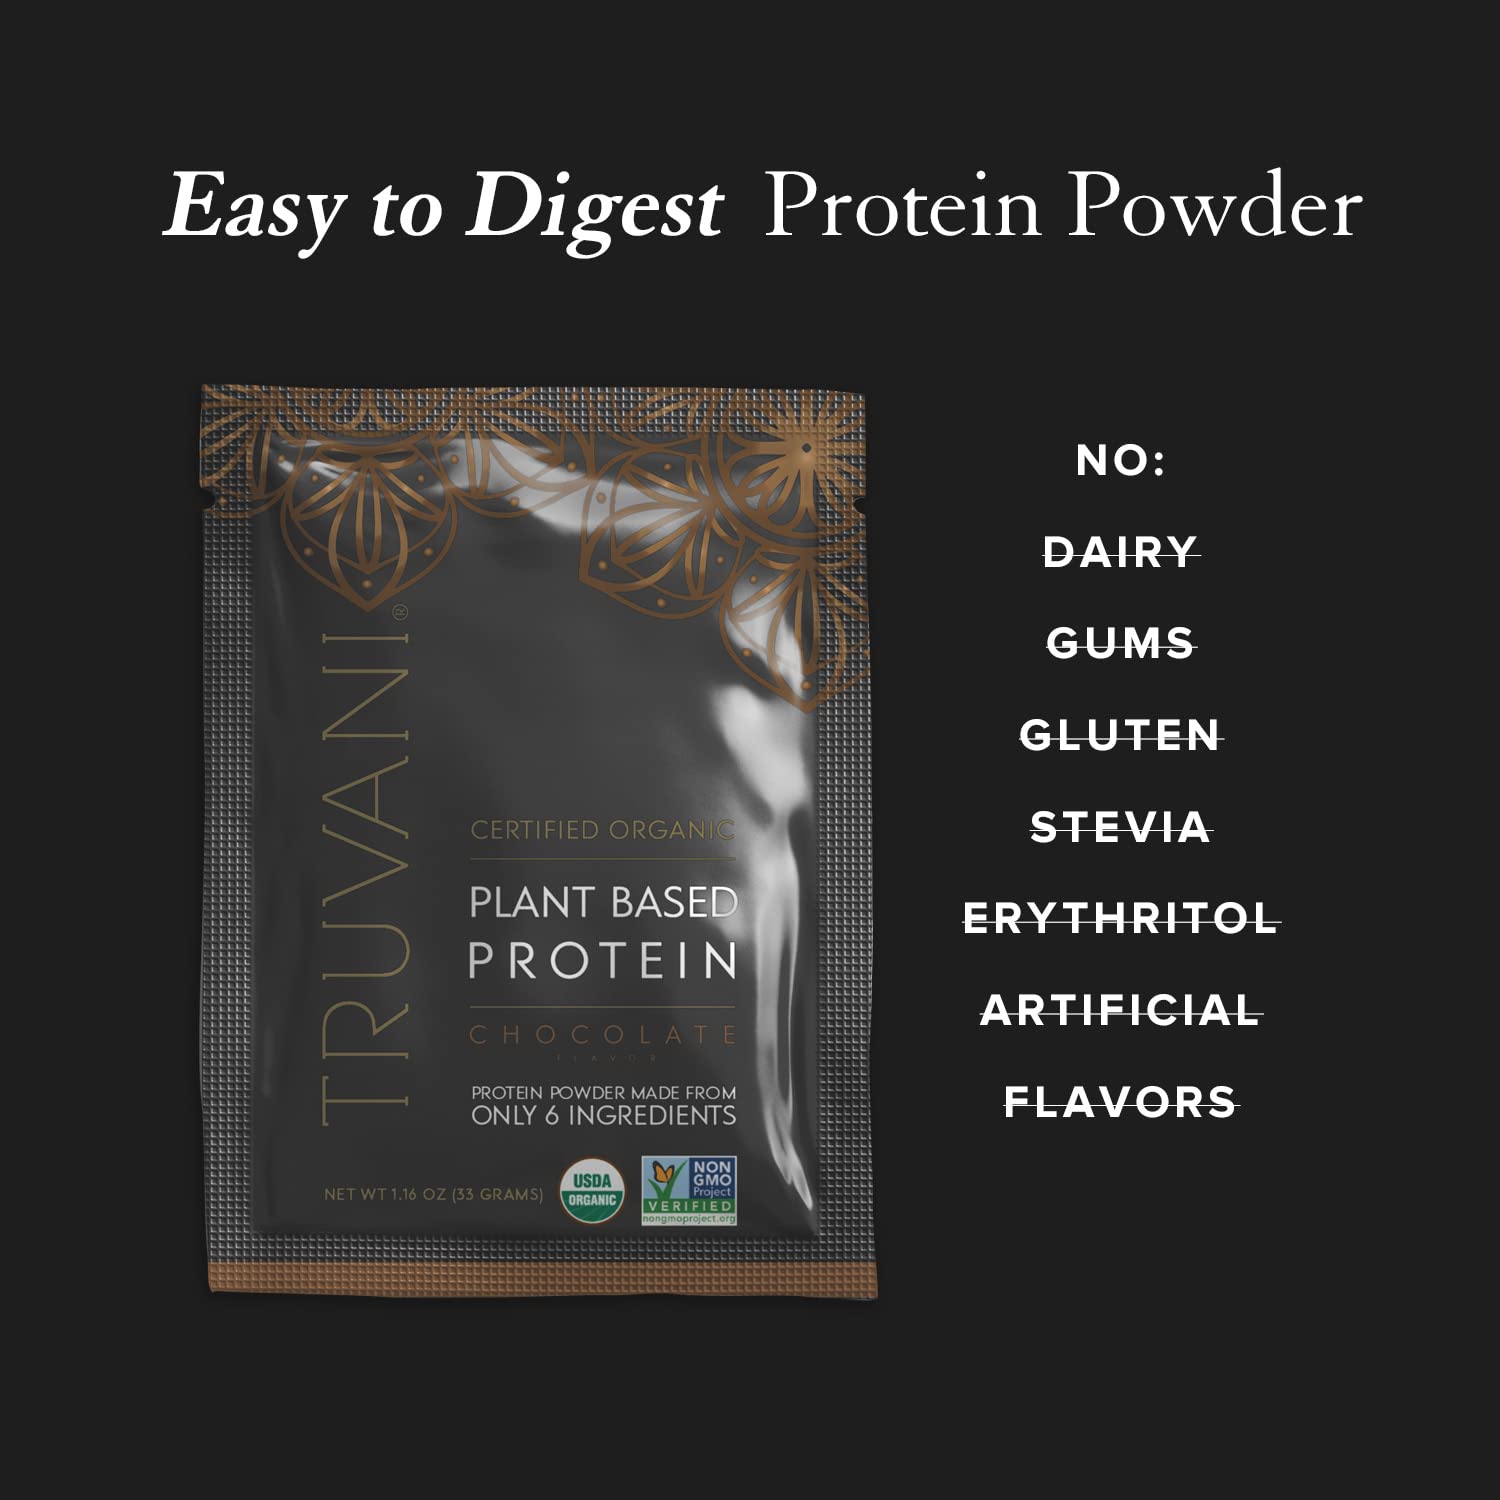 Easy to Digest Protein Powder
TRUVANI®
CERTIFIED ORGANIC
PLANT BASED
PROTEIN
CHOCOLATE
FLAVOR
PROTEIN POWDER MADE FROM
ONLY 6 INGREDIENTS
NET WT 1.16 OZ (33 GRAMS)
USDA
ORGANIC
NON
GMO
Project
VERIFIED
nongmoproject.org
NO:
DAIRY
GUMS
GLUTEN
STEVIA
ERYTHRITOL
ARTIFICIAL
FLAVORS